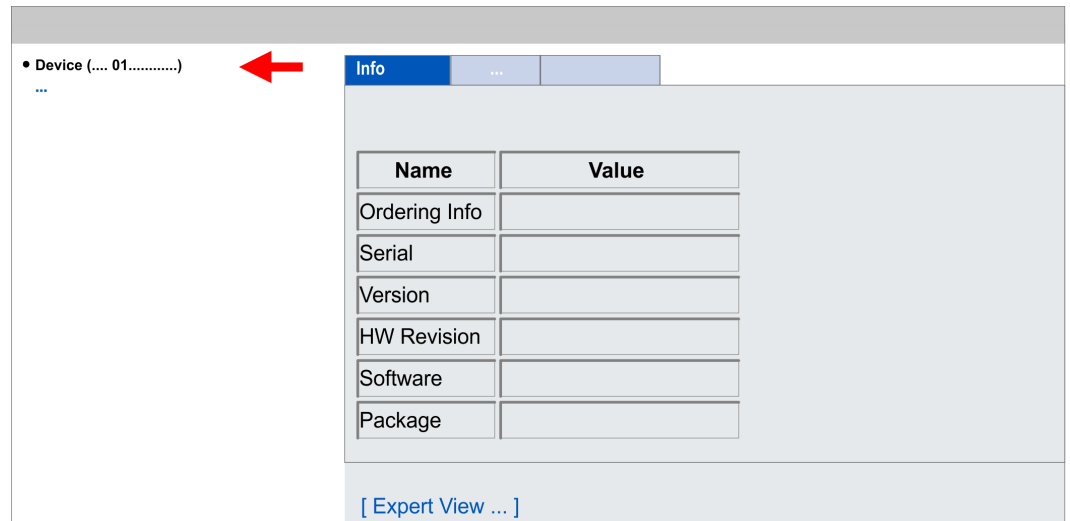 • Device (.... 01............)
...
Info ...
Name Value
Ordering Info
Serial
Version
HW Revision
Software
Package
[ Expert View ... ]